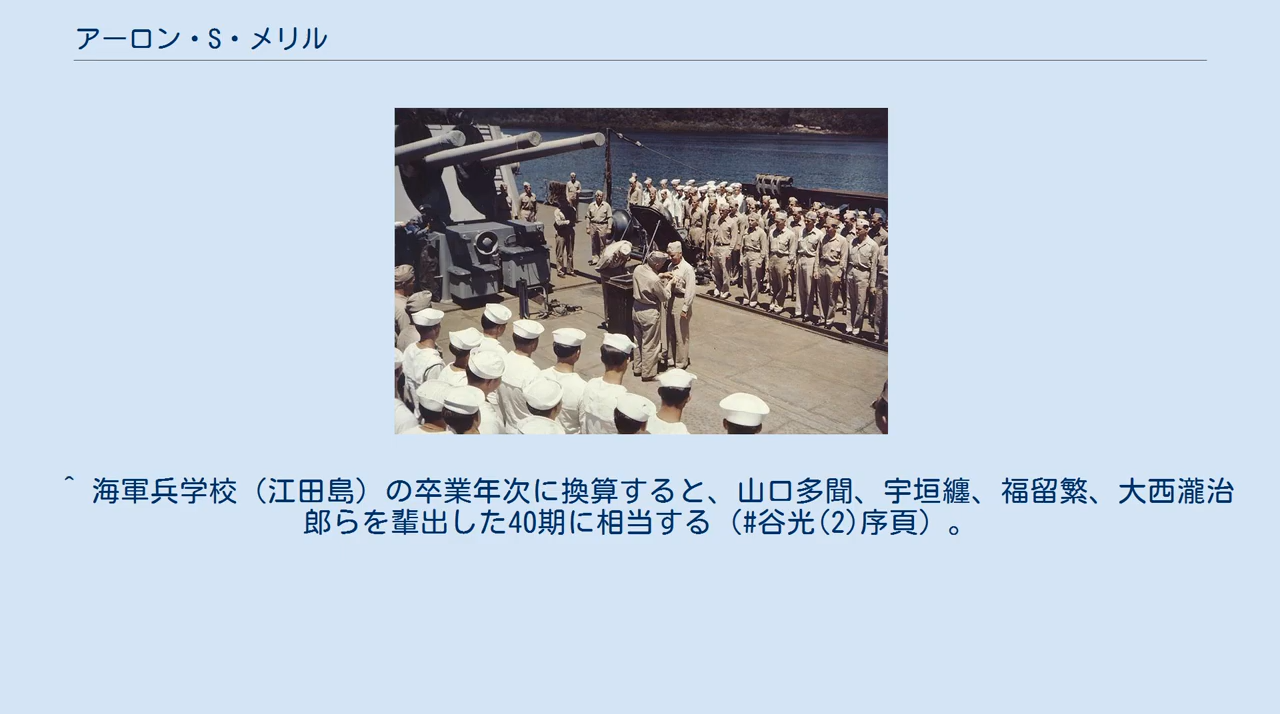 アーロン・S・メリル
^ 海軍兵学校（江田島）の卒業年次に換算すると、山口多聞、宇垣纏、福留繁、大西瀧治
郎らを輩出した40期に相当する（#谷光(2)序頁）。